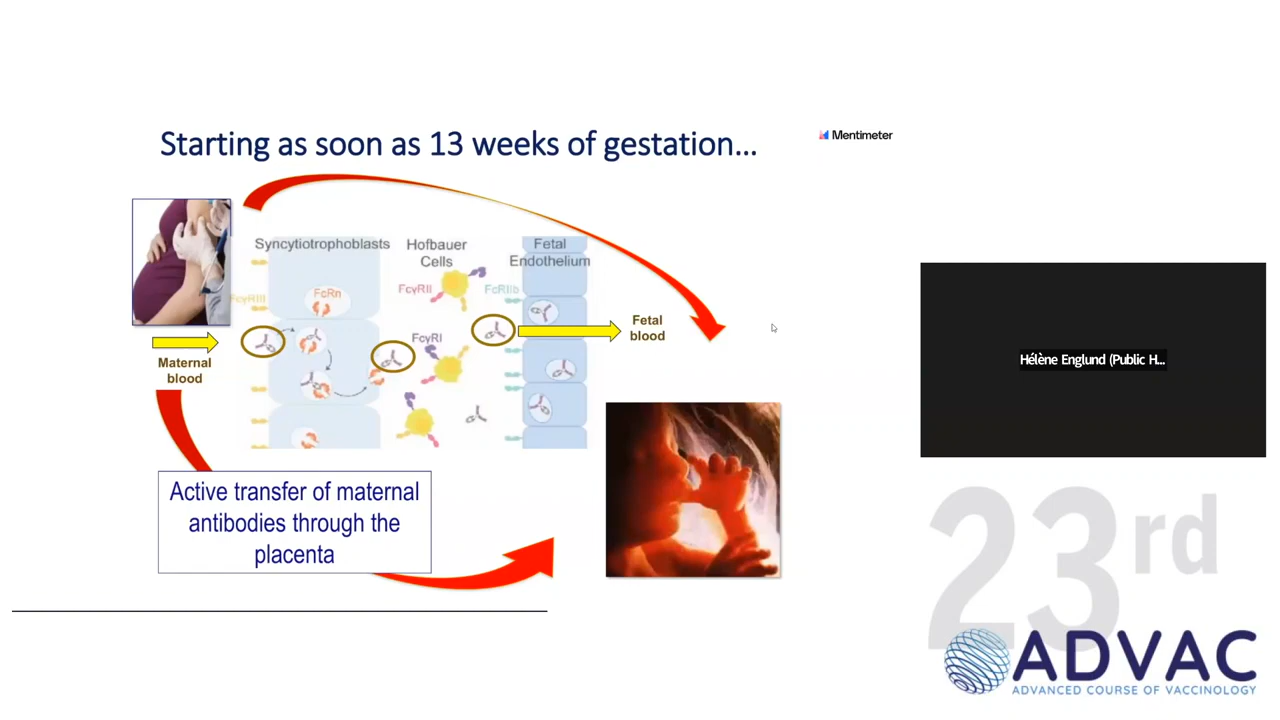 Starting as soon as 13 weeks of gestation...
Mentimeter
Syncytiotrophoblasts
Hofbauer
Cells
Fetal
Endothelium
FcγRIII
FcRn
FcγRII
FcRIIb
FcγRI
Maternal
blood
Fetal
blood
Active transfer of maternal
antibodies through the
placenta
Hélène Englund (Public H...
23rd
ADVAC
ADVANCED COURSE OF VACCINOLOGY